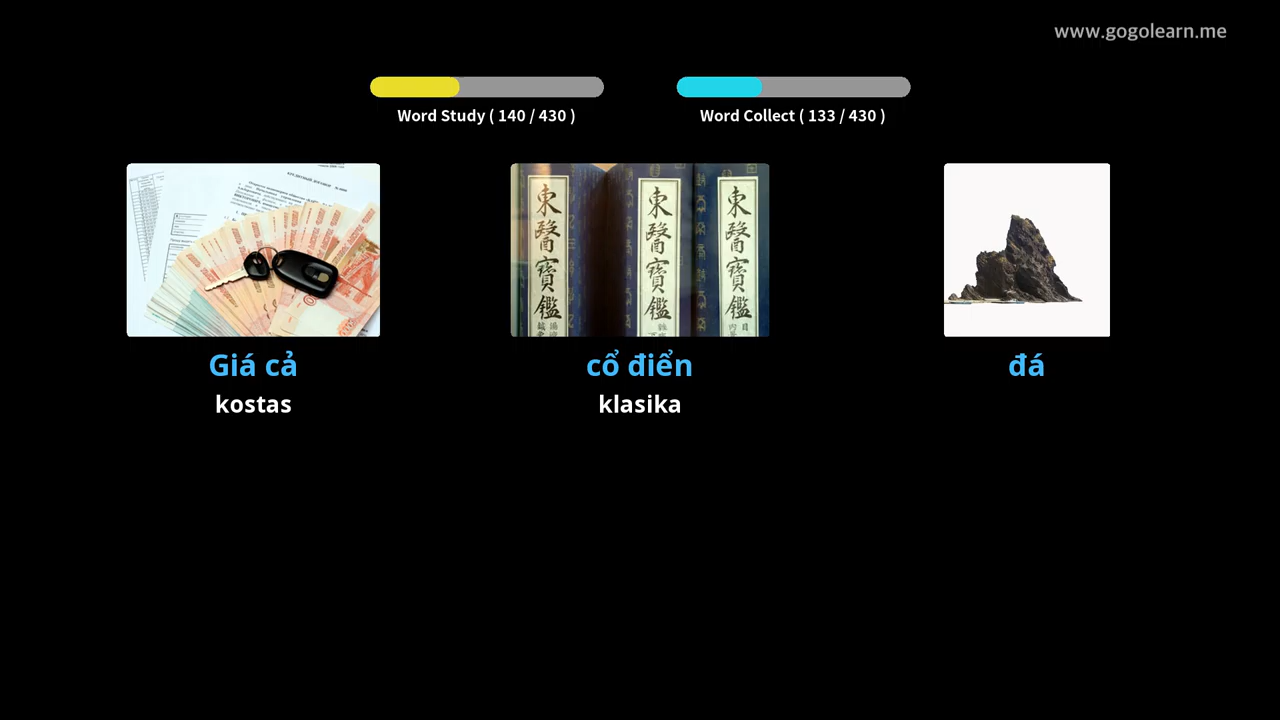 www.gogolearn.me
Word Study ( 140 / 430 )
Word Collect ( 133 / 430 )
東醫寶鑑
東醫寶鑑
東醫寶鑑
Giá cả
cổ điển
đá
kostas
klasika